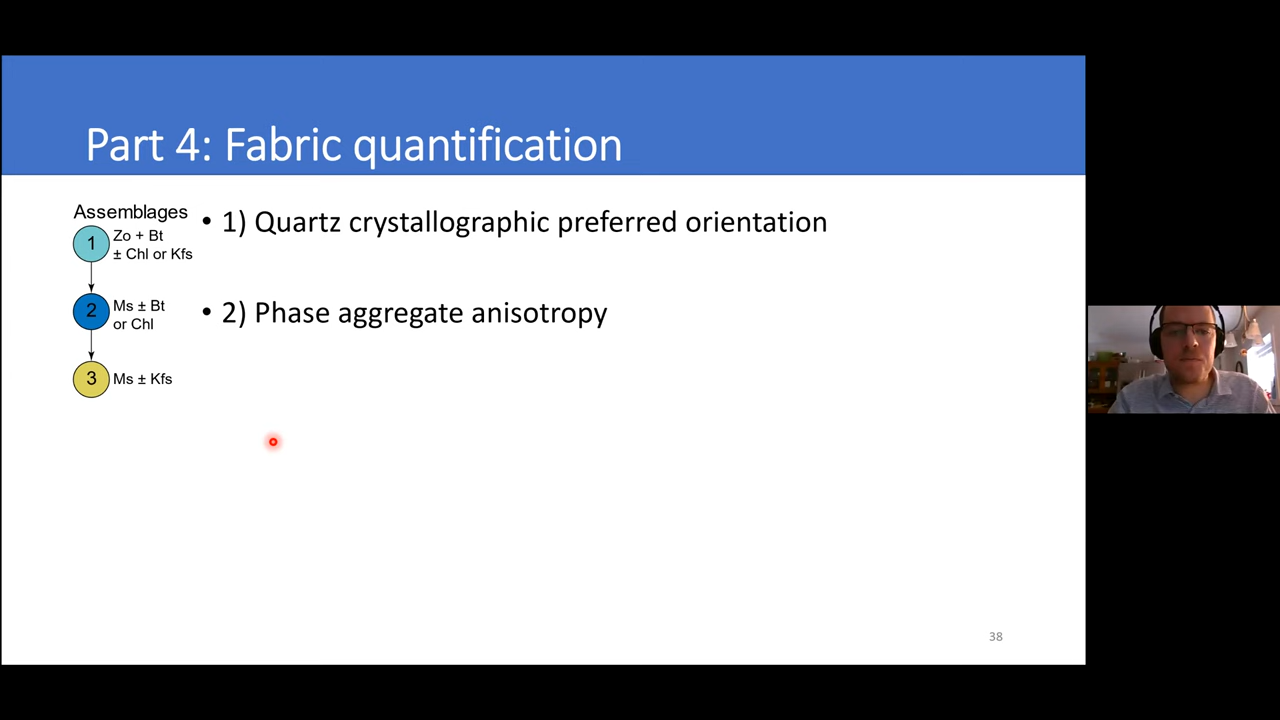 Part 4: Fabric quantification
Assemblages
1
Zo + Bt
± Chl or Kfs
2
Ms ± Bt
or Chl
3
Ms ± Kfs
• 1) Quartz crystallographic preferred orientation
• 2) Phase aggregate anisotropy
38